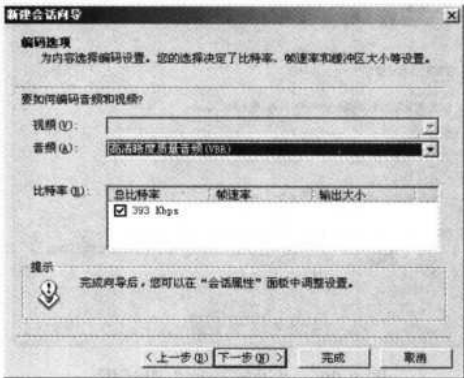 新建会话向导
编码选项
为内容选择编码设置。您的选择决定了比特率、帧速率和缓冲区大小等设置。
要如何编码音频和视频?
视频(V):
音频(A): 高清晰度质量音频(VBR)
比特率(B): 总比特率 帧速率 输出大小
393 Kbps
提示
完成向导后，您可以在“会话属性”面板中调整设置。
<上一步(B) 下一步(N)> 完成 取消